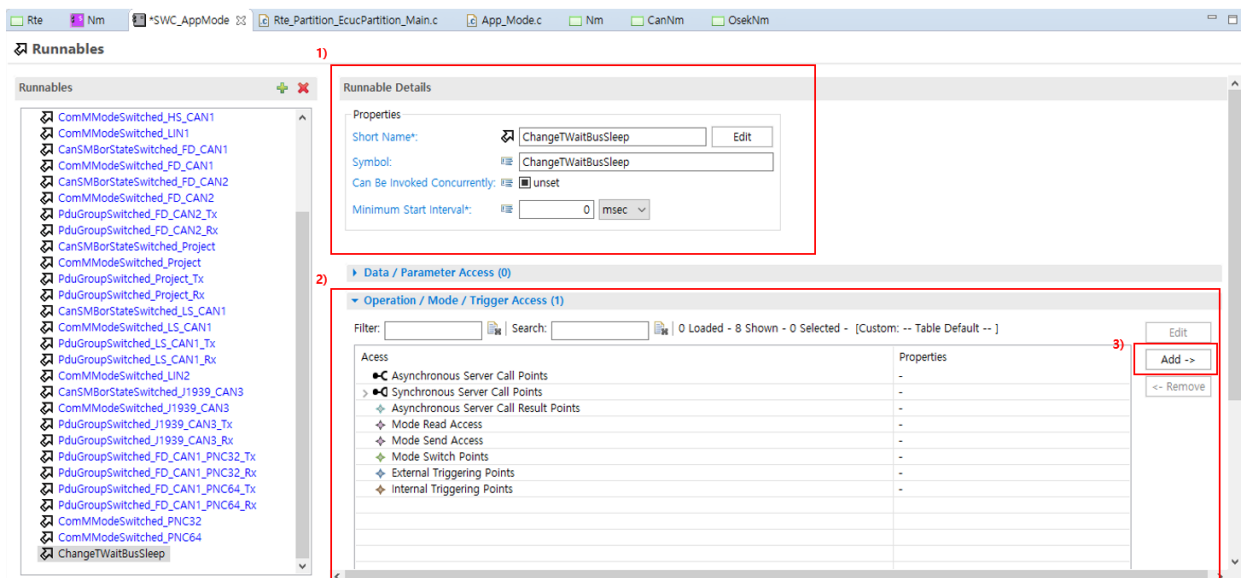 Rte Nm *SWC_AppMode Rte_Partition_EcucPartition_Main.c App_Mode.c Nm CanNm OsekNm
Runnables
1)
Runnables
ComMModeSwitched_HS_CAN1
ComMModeSwitched_LIN1
CanSMBorStateSwitched_FD_CAN1
ComMModeSwitched_FD_CAN1
CanSMBorStateSwitched_FD_CAN2
ComMModeSwitched_FD_CAN2
PduGroupSwitched_FD_CAN2_Tx
PduGroupSwitched_FD_CAN2_Rx
CanSMBorStateSwitched_Project
ComMModeSwitched_Project
PduGroupSwitched_Project_Tx
PduGroupSwitched_Project_Rx
CanSMBorStateSwitched_LS_CAN1
ComMModeSwitched_LS_CAN1
PduGroupSwitched_LS_CAN1_Tx
PduGroupSwitched_LS_CAN1_Rx
ComMModeSwitched_LIN2
CanSMBorStateSwitched_J1939_CAN3
ComMModeSwitched_J1939_CAN3
PduGroupSwitched_J1939_CAN3_Tx
PduGroupSwitched_J1939_CAN3_Rx
PduGroupSwitched_FD_CAN1_PNC32_Tx
PduGroupSwitched_FD_CAN1_PNC32_Rx
PduGroupSwitched_FD_CAN1_PNC64_Tx
PduGroupSwitched_FD_CAN1_PNC64_Rx
ComMModeSwitched_PNC32
ComMModeSwitched_PNC64
ChangeTWaitBusSleep
Runnable Details
Properties
Short Name*: ChangeTWaitBusSleep Edit
Symbol: ChangeTWaitBusSleep
Can Be Invoked Concurrently: unset
Minimum Start Interval*: 0 msec
Data / Parameter Access (0)
2)
Operation / Mode / Trigger Access (1)
Filter: Search: 0 Loaded - 8 Shown - 0 Selected - [Custom: -- Table Default -- ]
Edit
3)
Add ->
<- Remove
Acess Properties
Asynchronous Server Call Points -
Synchronous Server Call Points -
Asynchronous Server Call Result Points -
Mode Read Access -
Mode Send Access -
Mode Switch Points -
External Triggering Points -
Internal Triggering Points -